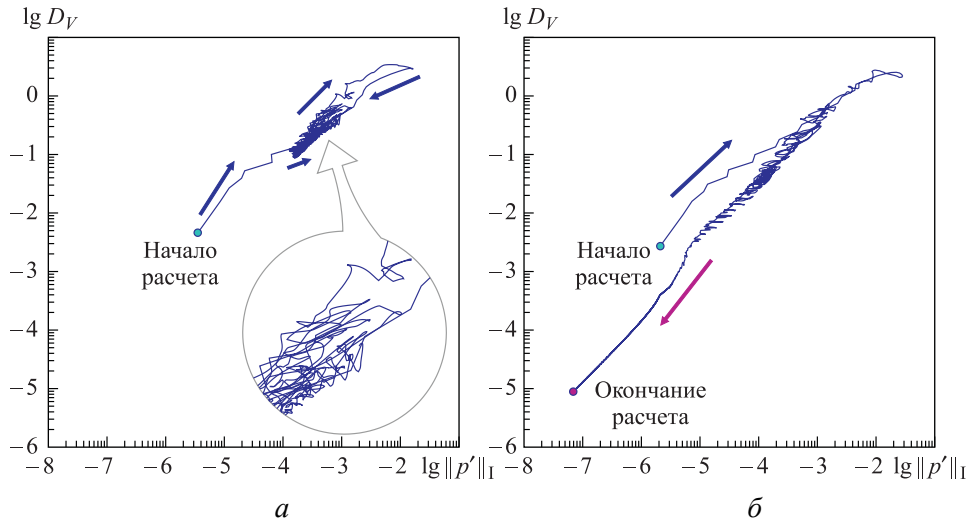 lg D_V
0
−1
−2
−3
−4
−5
−6
−8 −7 −6 −5 −4 −3 −2 lg ||p′||_I
Начало
расчета
а
lg D_V
0
−1
−2
−3
−4
−5
−6
−8 −7 −6 −5 −4 −3 −2 lg ||p′||_I
Начало
расчета
Окончание
расчета
б